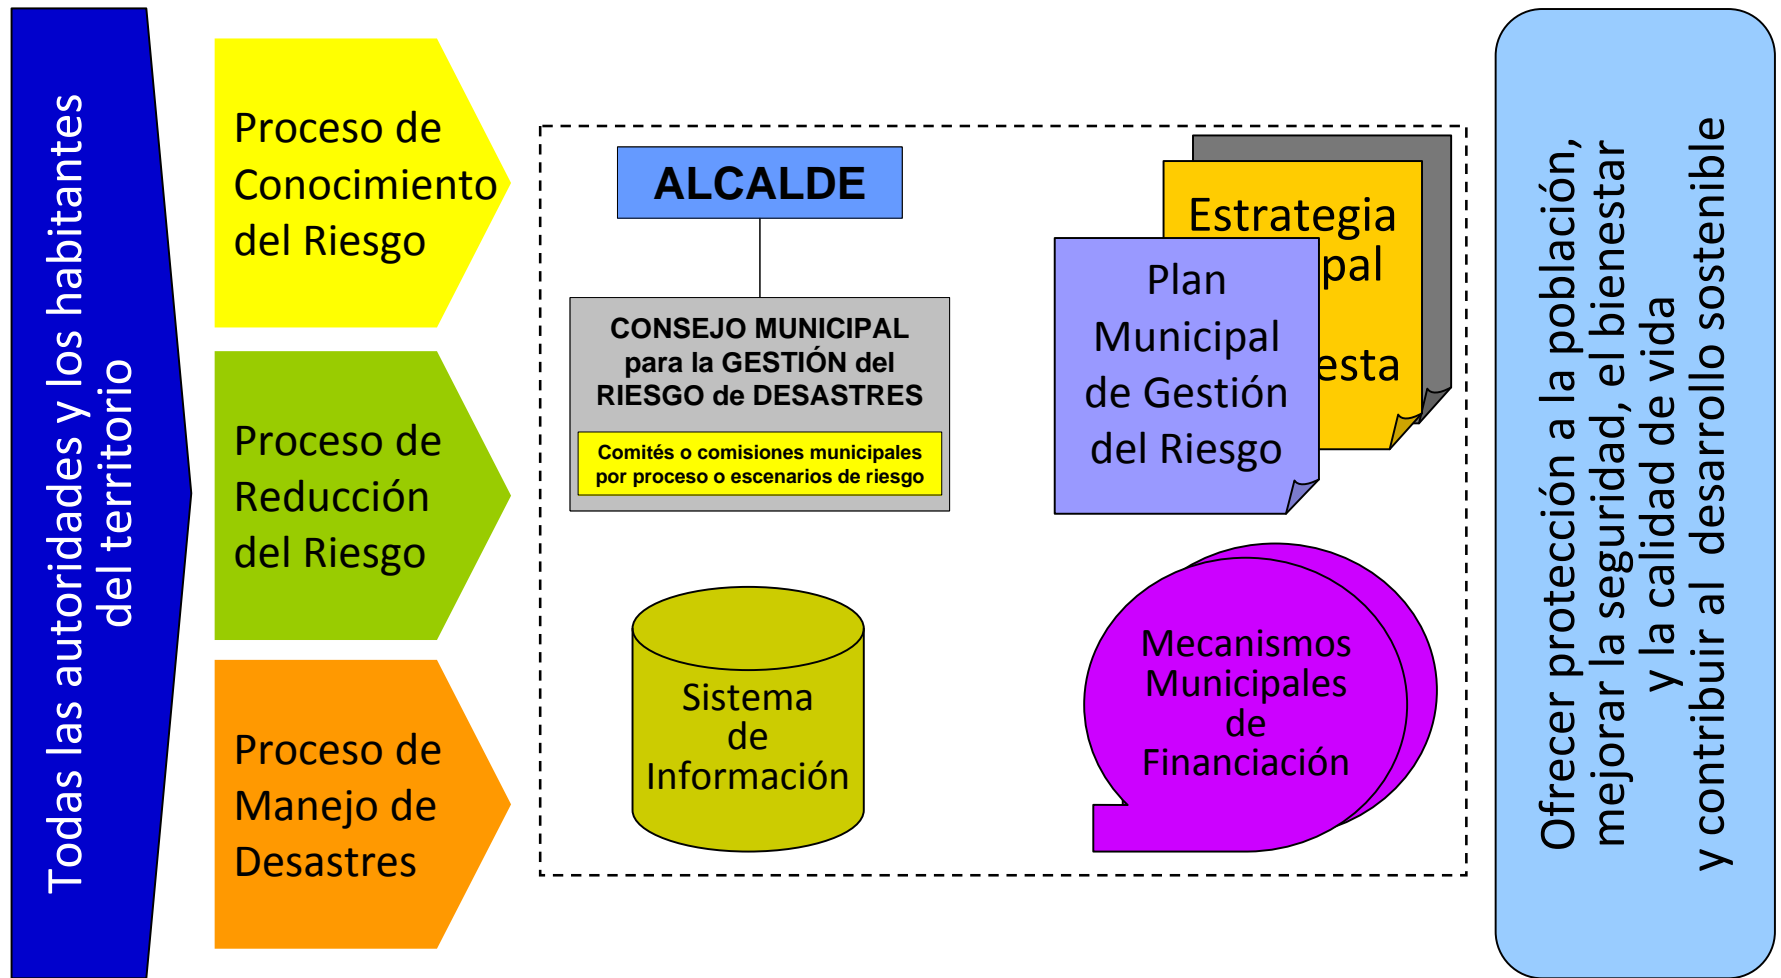 Todas las autoridades y los habitantes
del territorio
Proceso de
Conocimiento
del Riesgo
Proceso de
Reducción
del Riesgo
Proceso de
Manejo de
Desastres
ALCALDE
CONSEJO MUNICIPAL
para la GESTIÓN del
RIESGO de DESASTRES
Comités o comisiones municipales
por proceso o escenarios de riesgo
Estrategia
Plan
Municipal
de Gestión
del Riesgo
Sistema
de
Información
Mecanismos
Municipales
de
Financiación
Ofrecer protección a la población,
mejorar la seguridad, el bienestar
y la calidad de vida
y contribuir al desarrollo sostenible